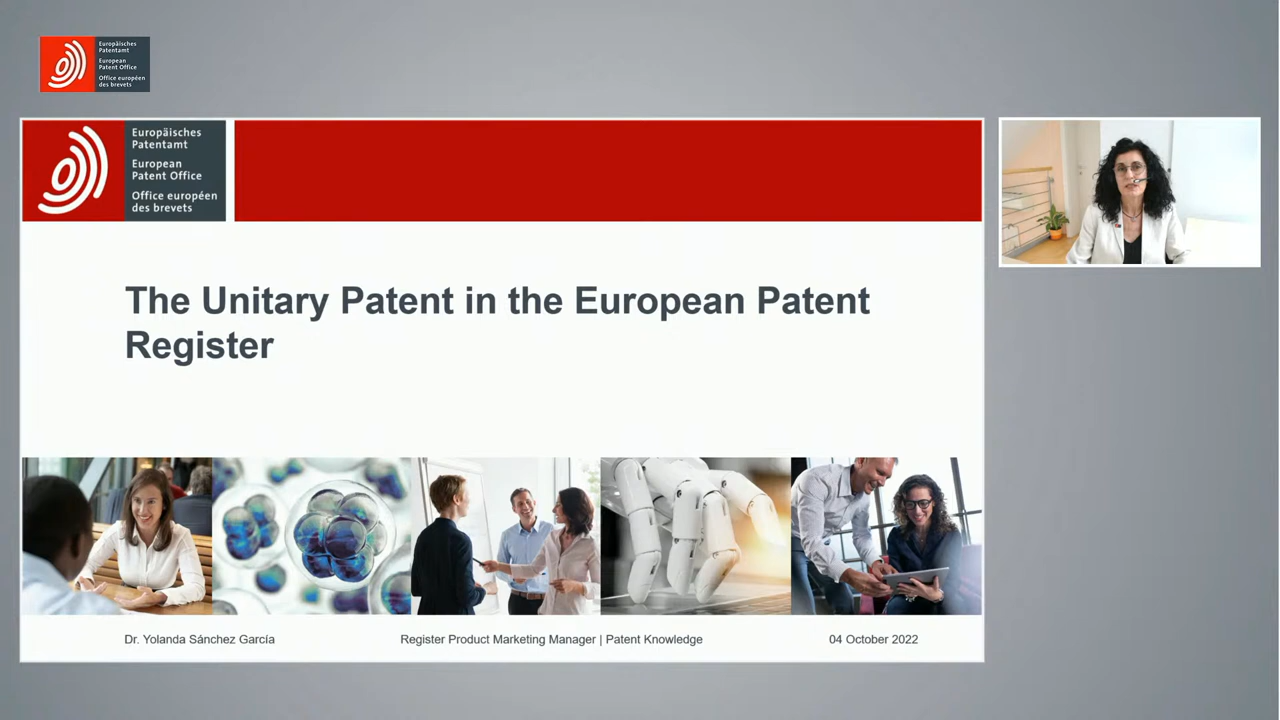 Europäisches
Patentamt
European
Patent Office
Office européen
des brevets
Europäisches
Patentamt
European
Patent Office
Office européen
des brevets
The Unitary Patent in the European Patent
Register
Dr. Yolanda Sánchez García
Register Product Marketing Manager | Patent Knowledge
04 October 2022